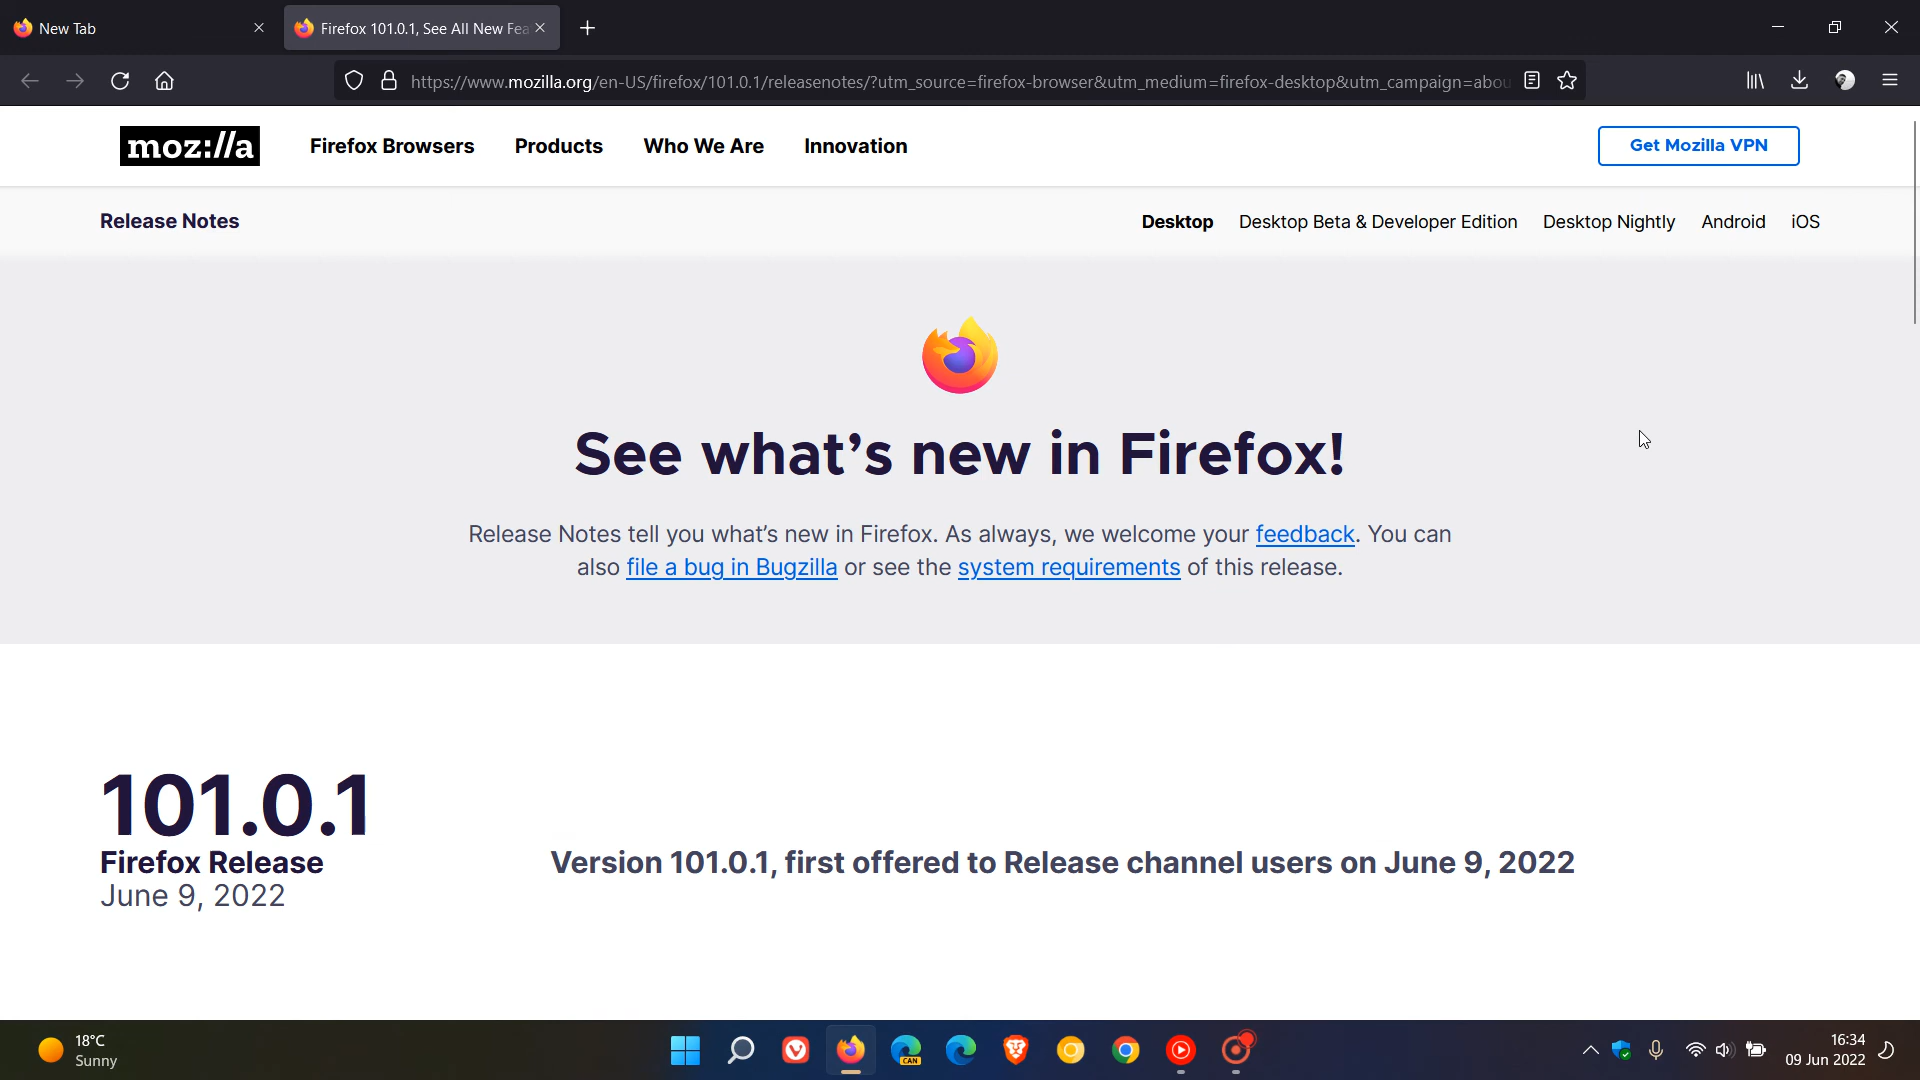 New Tab
Firefox 101.0.1, See All New Fea
https://www.mozilla.org/en-US/firefox/101.0.1/releasenotes/?utm_source=firefox-browser&utm_medium=firefox-desktop&utm_campaign=abou
moz://a
Firefox Browsers
Products
Who We Are
Innovation
Get Mozilla VPN
Release Notes
Desktop
Desktop Beta & Developer Edition
Desktop Nightly
Android
iOS
See what's new in Firefox!
Release Notes tell you what's new in Firefox. As always, we welcome your feedback. You can
also file a bug in Bugzilla or see the system requirements of this release.
101.0.1
Firefox Release
June 9, 2022
Version 101.0.1, first offered to Release channel users on June 9, 2022
18°C
Sunny
CAN
16:34
09 Jun 2022